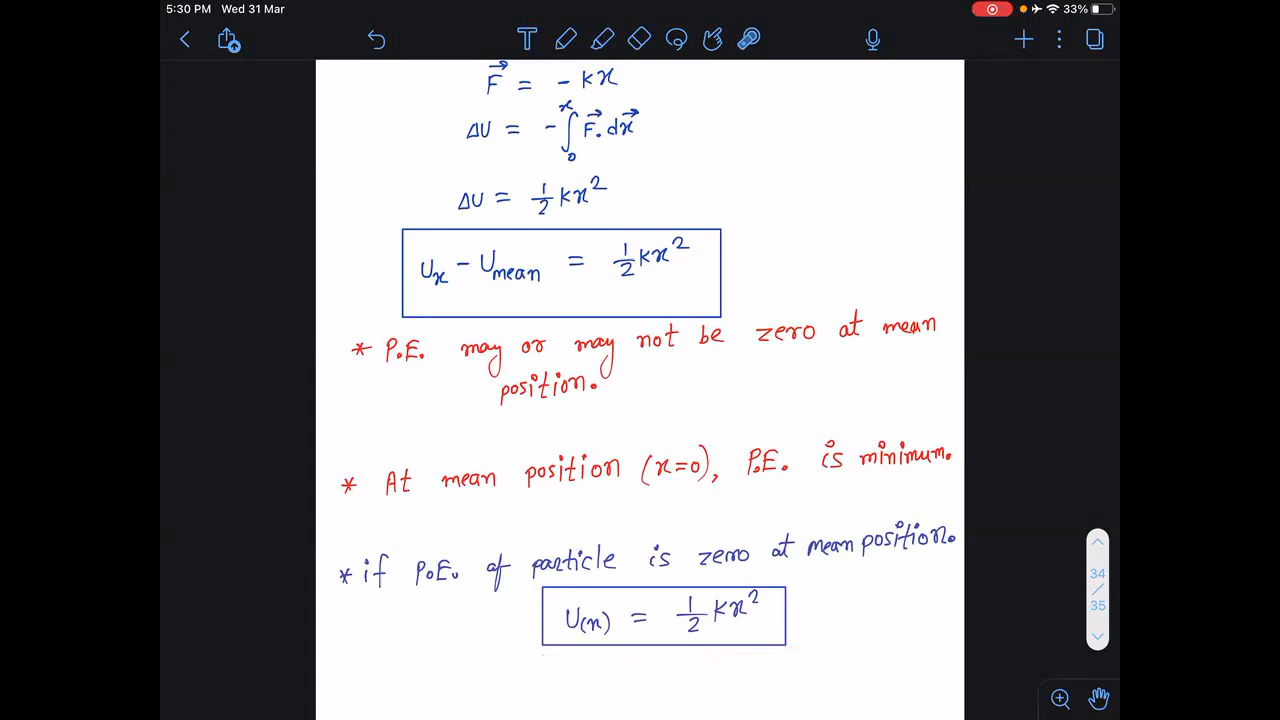 5:30 PM Wed 31 Mar
33%
F⃗ = - kx
ΔU = - ∫₀ˣ F⃗. dx⃗
ΔU = 1/2 kx²
Uₓ - U_mean = 1/2 kx²
* P.E. may or may not be zero at mean
position.
* At mean position (x=0), P.E. is minimum.
* if P.E. of particle is zero at mean position.
U(x) = 1/2 kx²
34
/
35